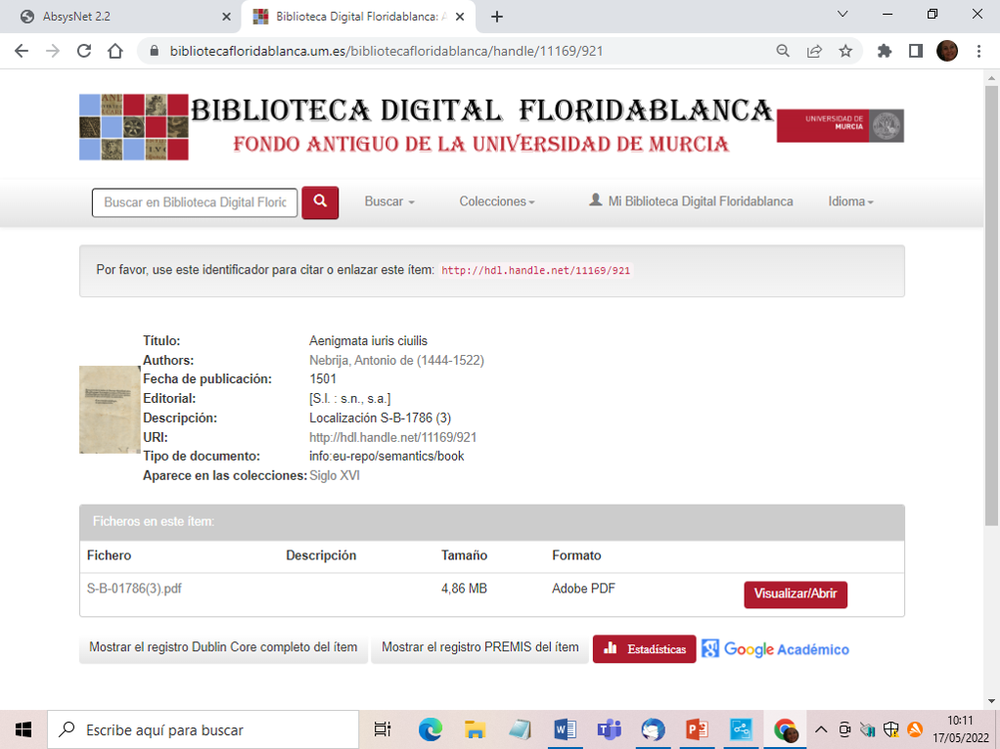 AbsysNet 2.2
Biblioteca Digital Floridablanca: A
bibliotecafloridablanca.um.es/bibliotecafloridablanca/handle/11169/921
BIBLIOTECA DIGITAL FLORIDABLANCA
FONDO ANTIGUO DE LA UNIVERSIDAD DE MURCIA
UNIVERSIDAD DE
MURCIA
Buscar en Biblioteca Digital Floric
Buscar
Colecciones
Mi Biblioteca Digital Floridablanca
Idioma
Por favor, use este identificador para citar o enlazar este ítem: http://hdl.handle.net/11169/921
Título: Aenigmata iuris ciuilis
Authors: Nebrija, Antonio de (1444-1522)
Fecha de publicación: 1501
Editorial: [S.l. : s.n., s.a.]
Descripción: Localización S-B-1786 (3)
URI: http://hdl.handle.net/11169/921
Tipo de documento: info:eu-repo/semantics/book
Aparece en las colecciones: Siglo XVI
Ficheros en este ítem:
Fichero Descripción Tamaño Formato
S-B-01786(3).pdf 4,86 MB Adobe PDF Visualizar/Abrir
Mostrar el registro Dublin Core completo del ítem Mostrar el registro PREMIS del ítem Estadísticas Google Académico
Escribe aquí para buscar
10:11
17/05/2022